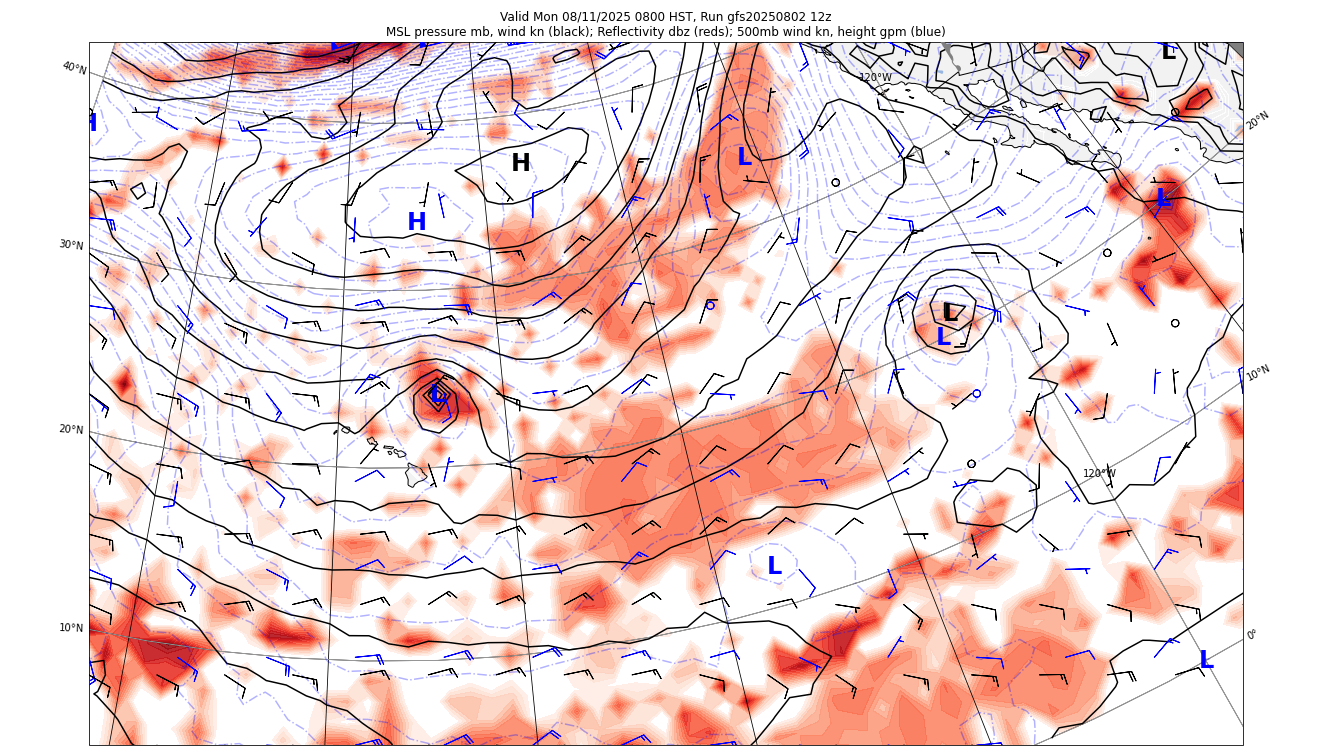 Valid Mon 08/11/2025 0800 HST, Run gfs20250802 12z
MSL pressure mb, wind kn (black); Reflectivity dbz (reds); 500mb wind kn, height gpm (blue)
L
40°N
120°W
H
20°N
H
L
L
H
30°N
L
L
10°N
L
20°N
120°W
L
10°N
0°
L